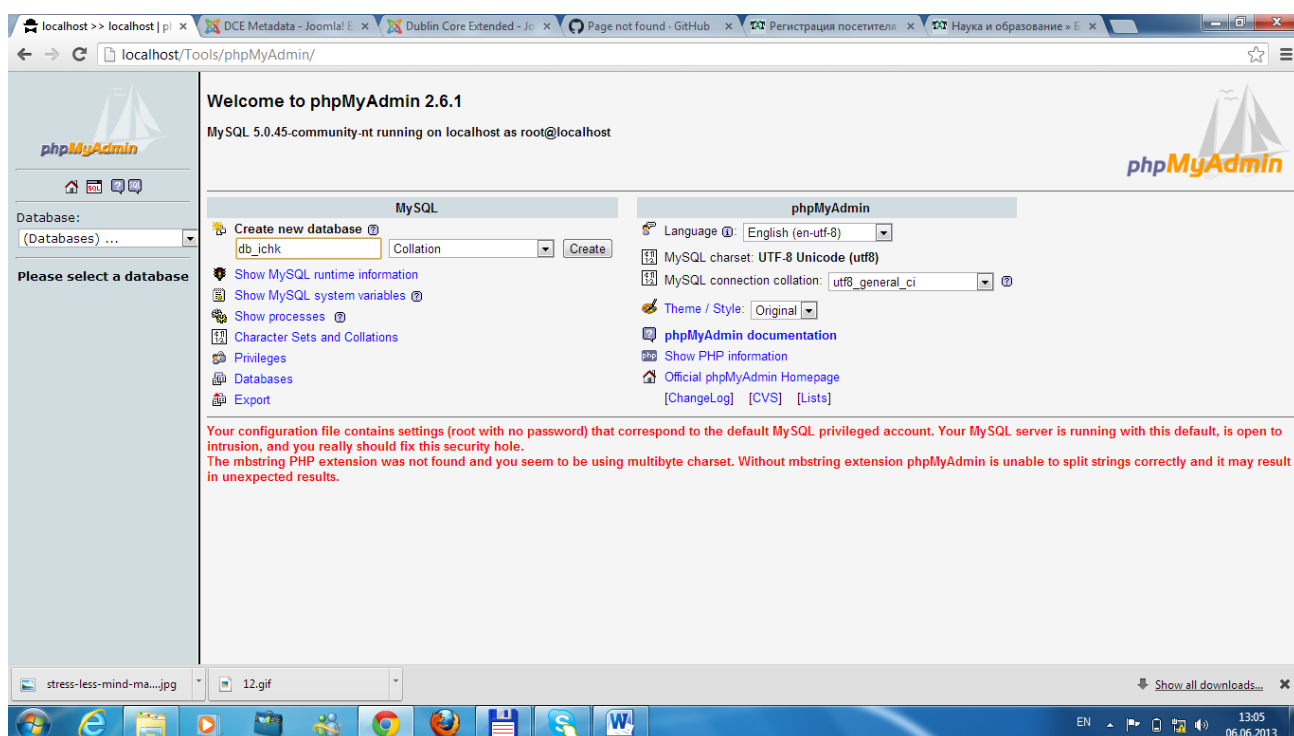 localhost >> localhost | pl
DCE Metadata - Joomla! E
Dublin Core Extended - Jo
Page not found · GitHub
Регистрация посетителя
Наука и образование » Б
localhost/Tools/phpMyAdmin/
phpMyAdmin
SQL
Database:
(Databases) ...
Please select a database
Welcome to phpMyAdmin 2.6.1
MySQL 5.0.45-community-nt running on localhost as root@localhost
phpMyAdmin
MySQL
Create new database
db_ichk Collation Create
Show MySQL runtime information
Show MySQL system variables
Show processes
Character Sets and Collations
Privileges
Databases
Export
phpMyAdmin
Language: English (en-utf-8)
MySQL charset: UTF-8 Unicode (utf8)
MySQL connection collation: utf8_general_ci
Theme / Style: Original
phpMyAdmin documentation
php Show PHP information
Official phpMyAdmin Homepage
[ChangeLog] [CVS] [Lists]
Your configuration file contains settings (root with no password) that correspond to the default MySQL privileged account. Your MySQL server is running with this default, is open to
intrusion, and you really should fix this security hole.
The mbstring PHP extension was not found and you seem to be using multibyte charset. Without mbstring extension phpMyAdmin is unable to split strings correctly and it may result
in unexpected results.
stress-less-mind-ma....jpg
12.gif
Show all downloads...
EN
13:05
06.06.2013